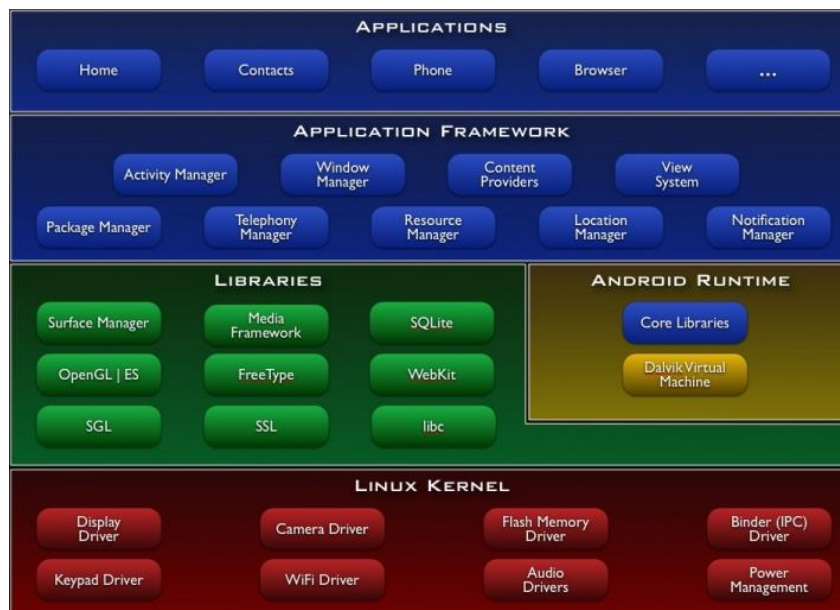 APPLICATIONS
Home
Contacts
Phone
Browser
...
APPLICATION FRAMEWORK
Activity Manager
Window
Manager
Content
Providers
View
System
Package Manager
Telephony
Manager
Resource
Manager
Location
Manager
Notification
Manager
LIBRARIES
Surface Manager
Media
Framework
SQLite
OpenGL | ES
FreeType
WebKit
SGL
SSL
libc
ANDROID RUNTIME
Core Libraries
Dalvik Virtual
Machine
LINUX KERNEL
Display
Driver
Camera Driver
Flash Memory
Driver
Binder (IPC)
Driver
Keypad Driver
WiFi Driver
Audio
Drivers
Power
Management